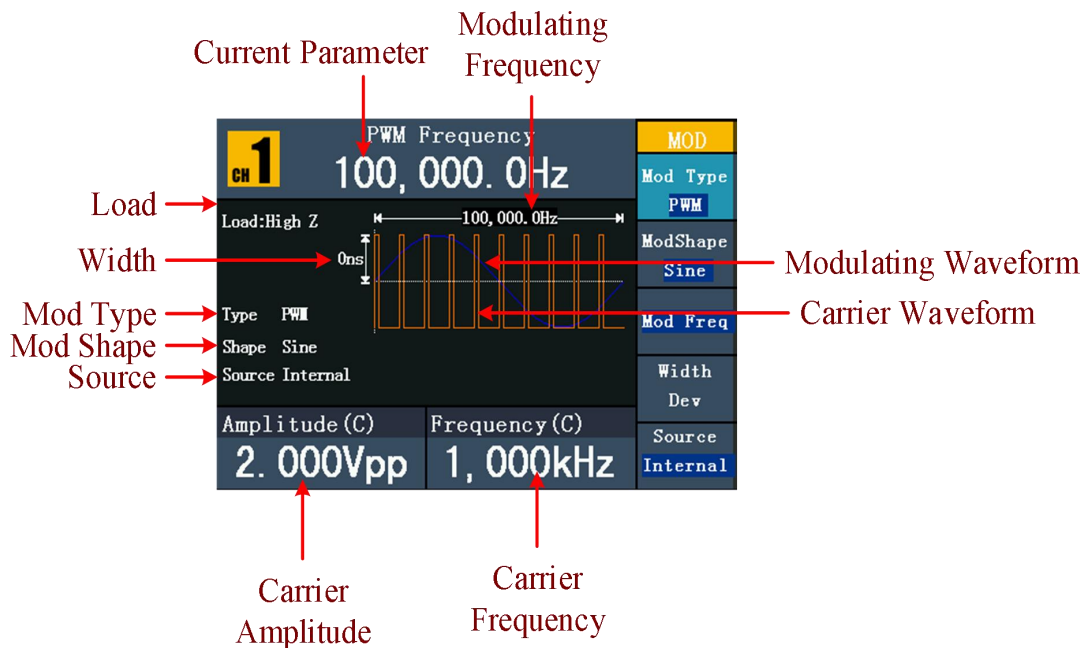 Current Parameter
Modulating
Frequency
CH 1
PWM Frequency
100, 000. 0Hz
MOD
Mod Type
PWM
ModShape
Sine
Mod Freq
Width
Dev
Source
Internal
Load
Load:High Z
100,000.0Hz
Width
0ns
Modulating Waveform
Carrier Waveform
Mod Type
Type PWM
Mod Shape
Shape Sine
Source
Source Internal
Amplitude(C)
2. 000Vpp
Frequency(C)
1, 000kHz
Carrier
Amplitude
Carrier
Frequency